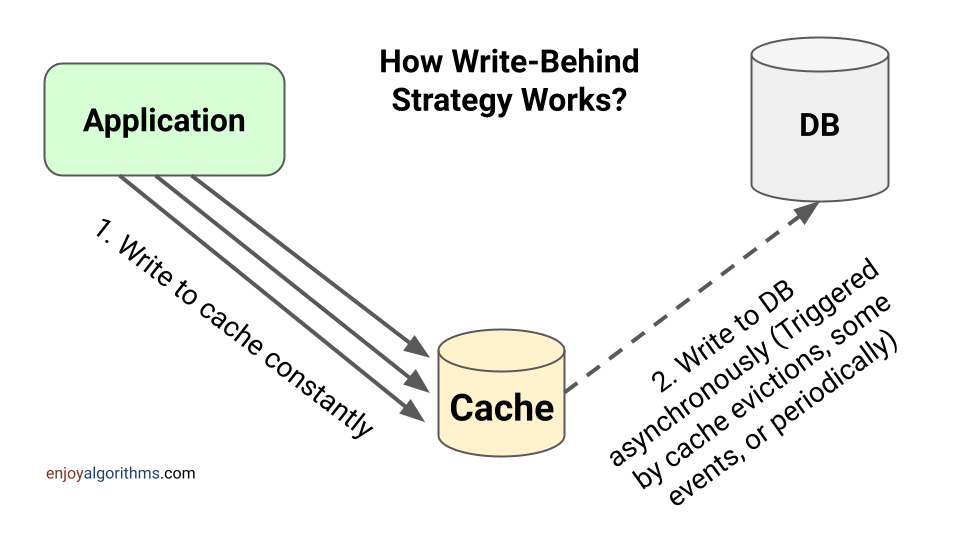 How Write-Behind
Strategy Works?
Application
DB
1. Write to cache constantly
Cache
2. Write to DB
asynchronously (Triggered
by cache evictions, some
events, or periodically)
enjoyalgorithms.com